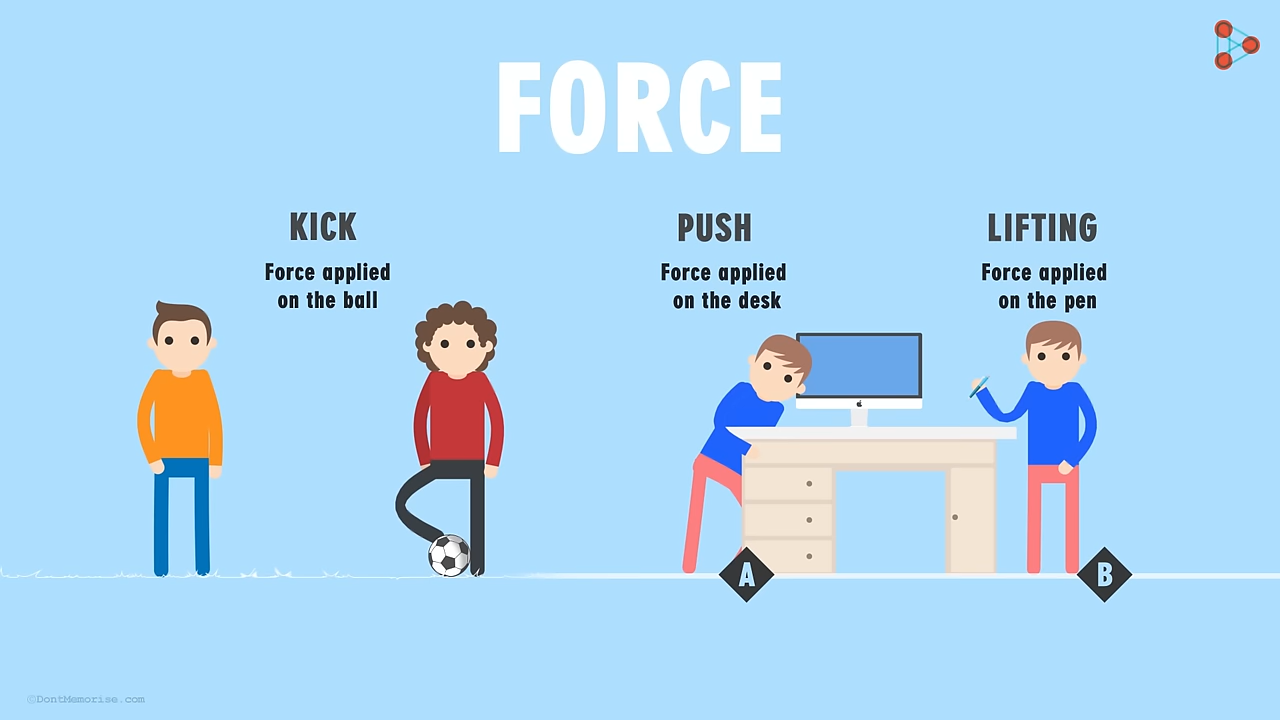 FORCE
KICK
Force applied
on the ball
PUSH
Force applied
on the desk
LIFTING
Force applied
on the pen
A
B
©DontMemorise.com